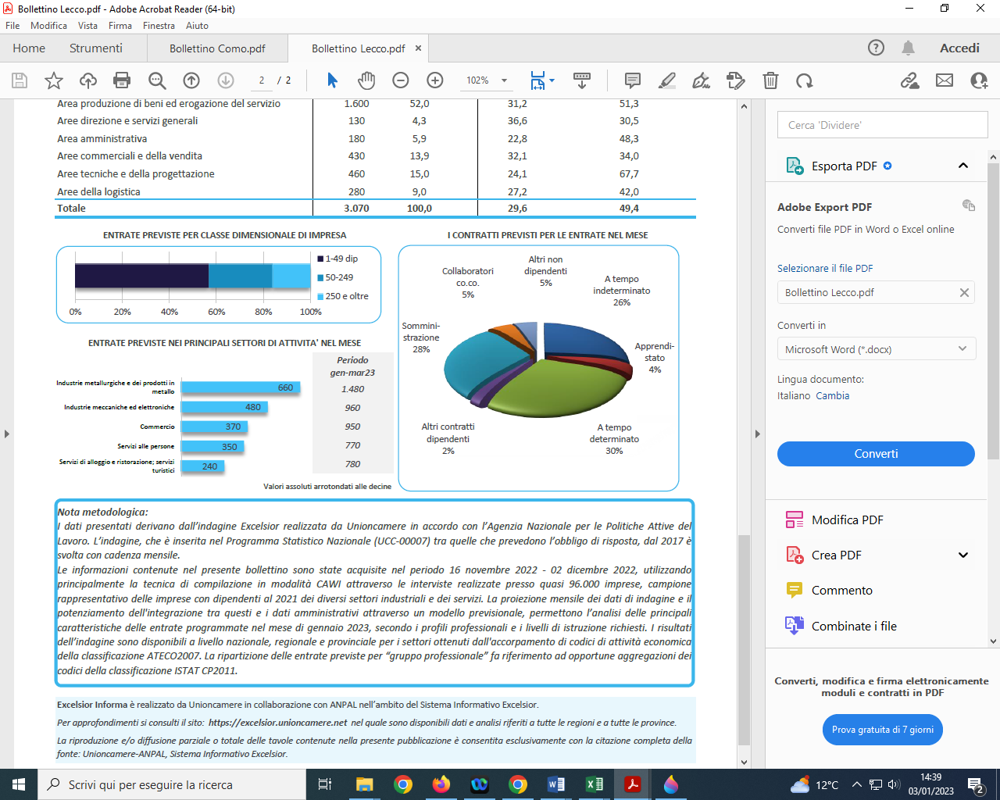 Bollettino Lecco.pdf - Adobe Acrobat Reader (64-bit)
File Modifica Vista Firma Finestra Aiuto
Home Strumenti Bollettino Como.pdf Bollettino Lecco.pdf × Accedi
2 / 2 102%
Area produzione di beni ed erogazione del servizio 1.600 52,0 31,2 51,3
Aree direzione e servizi generali 130 4,3 36,6 30,5
Area amministrativa 180 5,9 22,8 48,3
Aree commerciali e della vendita 430 13,9 32,1 34,0
Aree tecniche e della progettazione 460 15,0 24,1 67,7
Aree della logistica 280 9,0 27,2 42,0
Totale 3.070 100,0 29,6 49,4
ENTRATE PREVISTE PER CLASSE DIMENSIONALE DI IMPRESA
1-49 dip
50-249
250 e oltre
0% 20% 40% 60% 80% 100%
ENTRATE PREVISTE NEI PRINCIPALI SETTORI DI ATTIVITA' NEL MESE
Periodo
gen-mar23
Industrie metallurgiche e dei prodotti in
metallo
660 1.480
Industrie meccaniche ed elettroniche 480 960
Commercio 370 950
Servizi alle persone 350 770
Servizi di alloggio e ristorazione; servizi
turistici
240 780
Valori assoluti arrotondati alle decine
I CONTRATTI PREVISTI PER LE ENTRATE NEL MESE
Altri non
dipendenti
5%
Collaboratori
co.co.
5%
A tempo
indeterminato
26%
Sommini-
strazione
28%
Apprendi-
stato
4%
Altri contratti
dipendenti
2%
A tempo
determinato
30%
Nota metodologica:
I dati presentati derivano dall'indagine Excelsior realizzata da Unioncamere in accordo con l'Agenzia Nazionale per le Politiche Attive del
Lavoro. L'indagine, che è inserita nel Programma Statistico Nazionale (UCC-00007) tra quelle che prevedono l'obbligo di risposta, dal 2017 è
svolta con cadenza mensile.
Le informazioni contenute nel presente bollettino sono state acquisite nel periodo 16 novembre 2022 - 02 dicembre 2022, utilizzando
principalmente la tecnica di compilazione in modalità CAWI attraverso le interviste realizzate presso quasi 96.000 imprese, campione
rappresentativo delle imprese con dipendenti al 2021 dei diversi settori industriali e dei servizi. La proiezione mensile dei dati di indagine e il
potenziamento dell'integrazione tra questi e i dati amministrativi attraverso un modello previsionale, permettono l'analisi delle principali
caratteristiche delle entrate programmate nel mese di gennaio 2023, secondo i profili professionali e i livelli di istruzione richiesti. I risultati
dell'indagine sono disponibili a livello nazionale, regionale e provinciale per i settori ottenuti dall'accorpamento di codici di attività economica
della classificazione ATECO2007. La ripartizione delle entrate previste per "gruppo professionale" fa riferimento ad opportune aggregazioni dei
codici della classificazione ISTAT CP2011.
Excelsior Informa è realizzato da Unioncamere in collaborazione con ANPAL nell'ambito del Sistema Informativo Excelsior.
Per approfondimenti si consulti il sito: https://excelsior.unioncamere.net nel quale sono disponibili dati e analisi riferiti a tutte le regioni e a tutte le province.
La riproduzione e/o diffusione parziale o totale delle tavole contenute nella presente pubblicazione è consentita esclusivamente con la citazione completa della
fonte: Unioncamere-ANPAL, Sistema Informativo Excelsior.
Cerca 'Dividere'
Esporta PDF
Adobe Export PDF
Converti file PDF in Word o Excel online
Selezionare il file PDF
Bollettino Lecco.pdf
Converti in
Microsoft Word (*.docx)
Lingua documento:
Italiano Cambia
Converti
Modifica PDF
Crea PDF
Commento
Combinate i file
Converti, modifica e firma elettronicamente
moduli e contratti in PDF
Prova gratuita di 7 giorni
Scrivi qui per eseguire la ricerca
12°C
14:39
03/01/2023
2